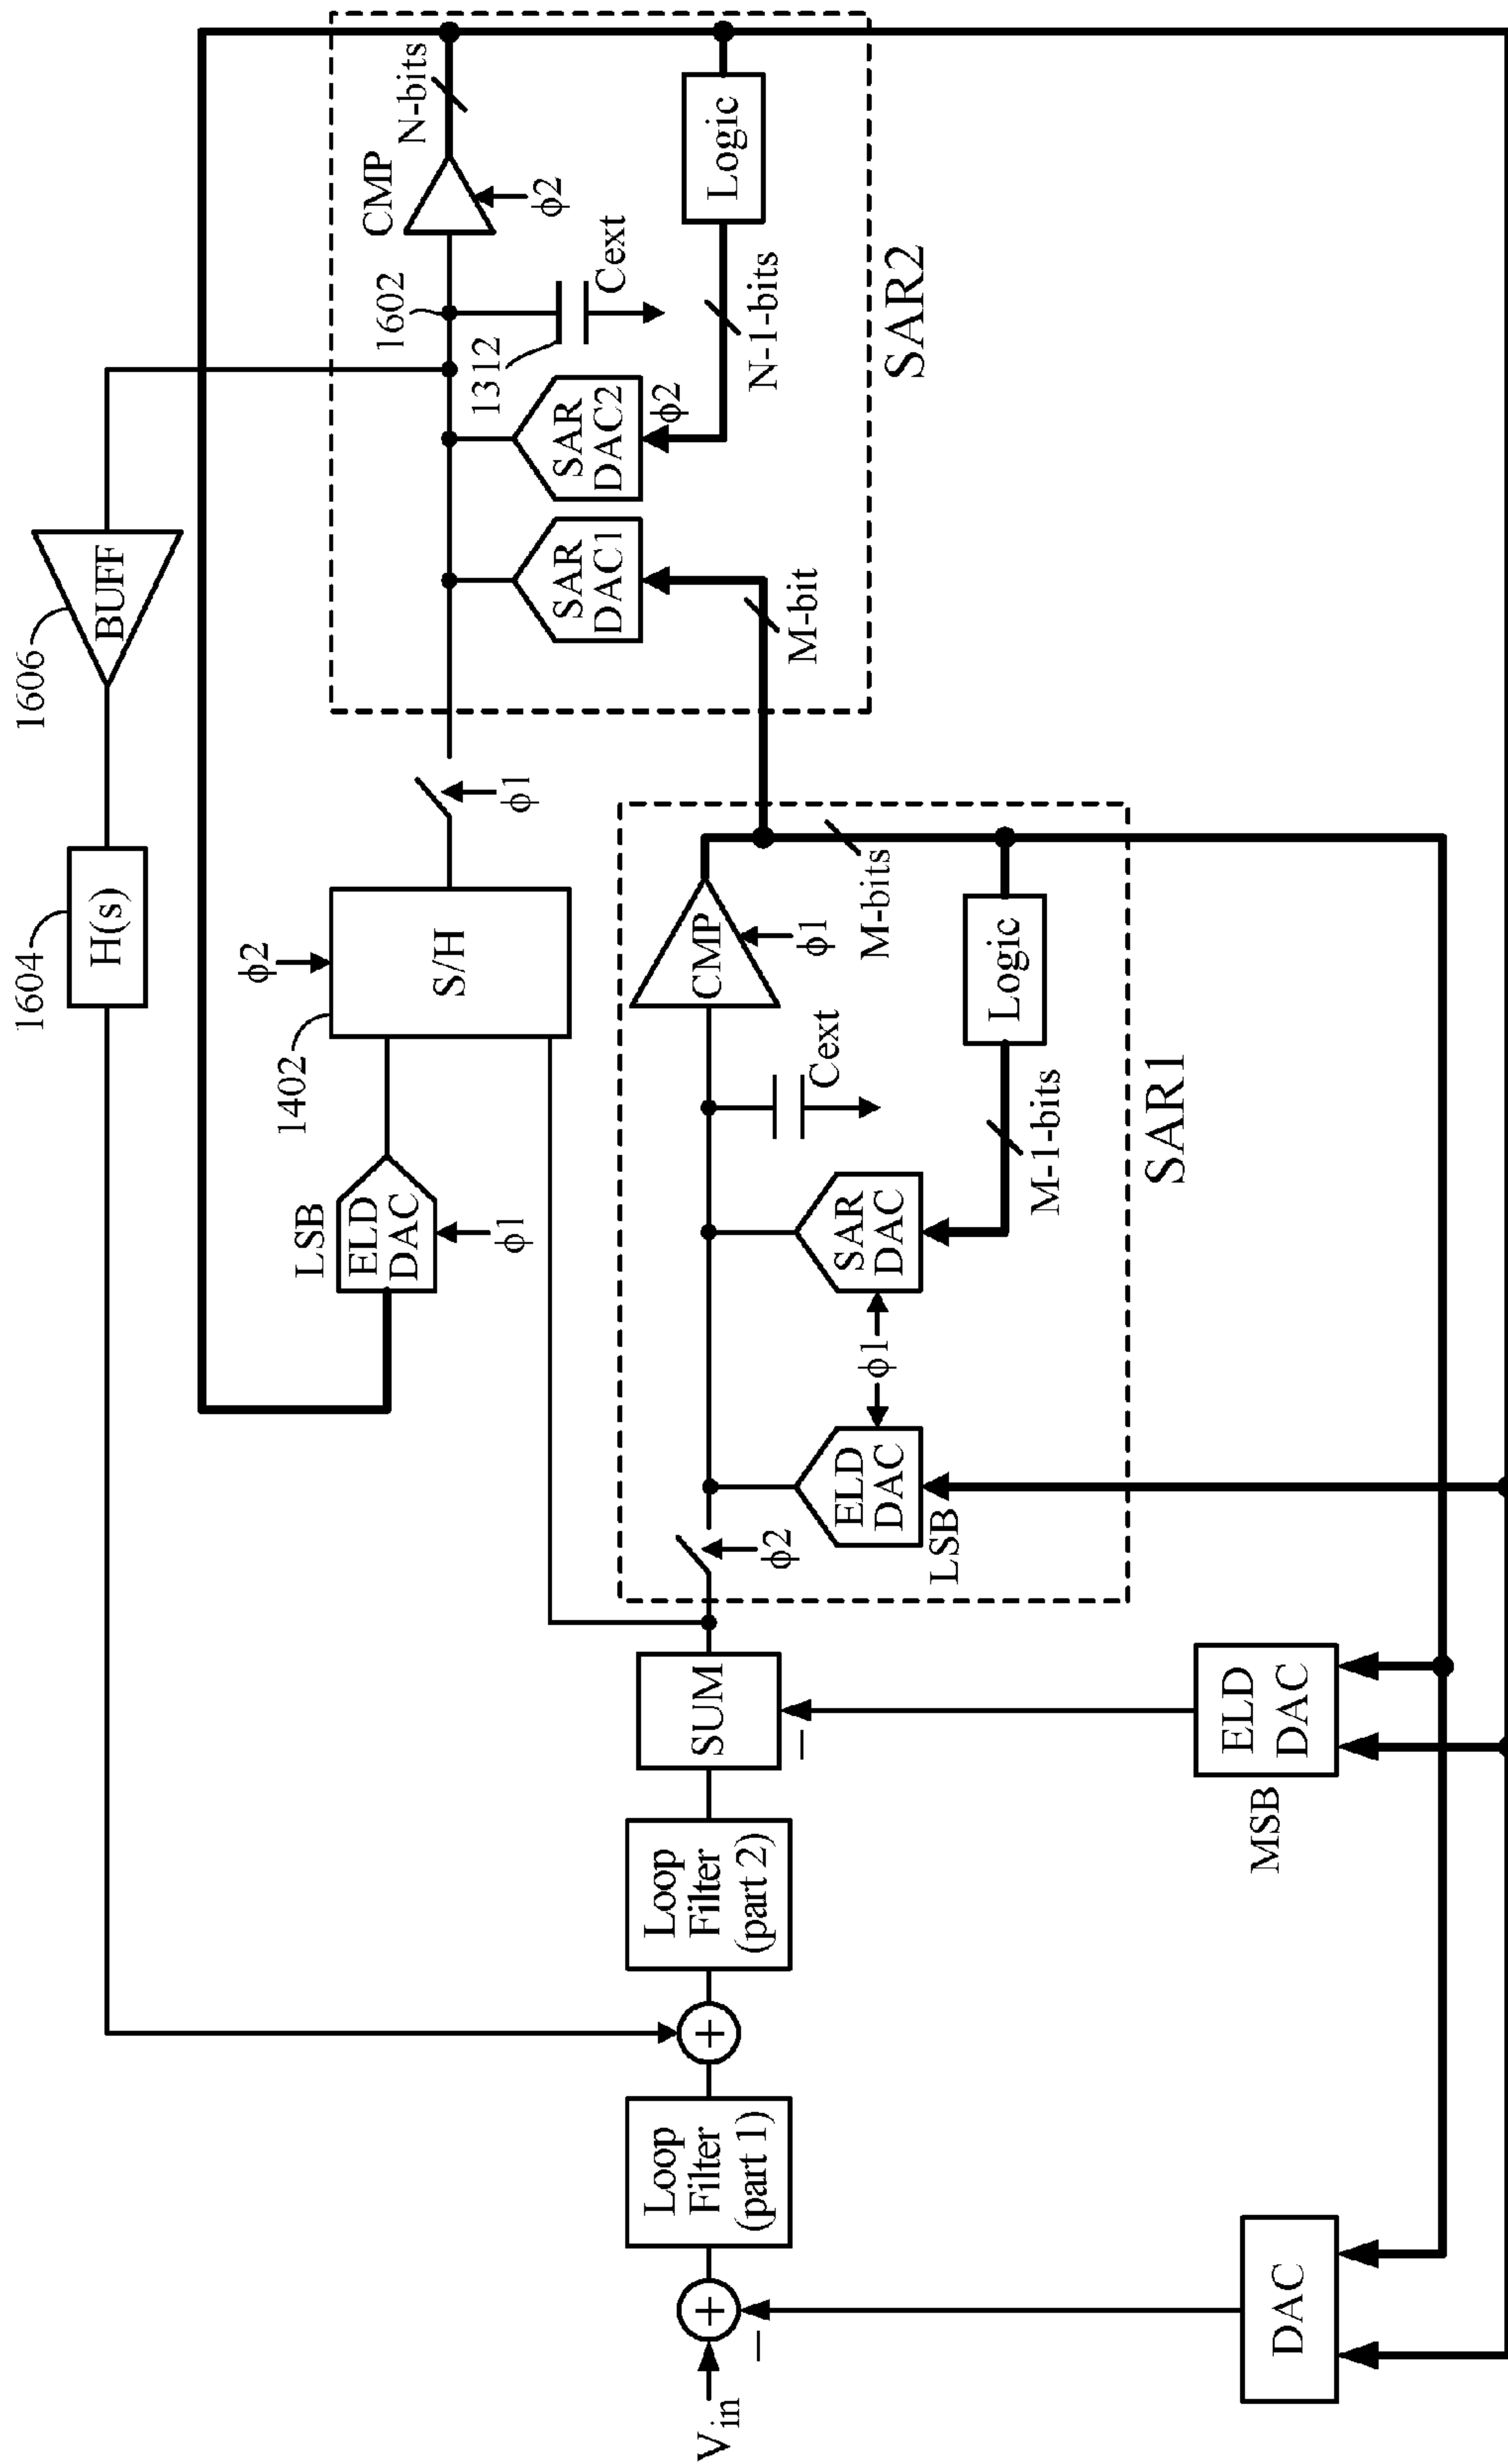 1604
1606
H(s)
BUFF
1402
LSB
ELD
DAC
ϕ1
ϕ2
S/H
ϕ1
1602
CMP
N-bits
ϕ2
1312
Cext
SAR
DAC1
SAR
DAC2
ϕ2
Logic
M-bit
N-1-bits
SAR2
Vin
+
−
Loop
Filter
(part 1)
+
Loop
Filter
(part 2)
SUM
−
ϕ2
ELD
DAC
LSB
ϕ1
SAR
DAC
Cext
CMP
ϕ1
M-bits
Logic
M-1-bits
SAR1
DAC
MSB
ELD
DAC